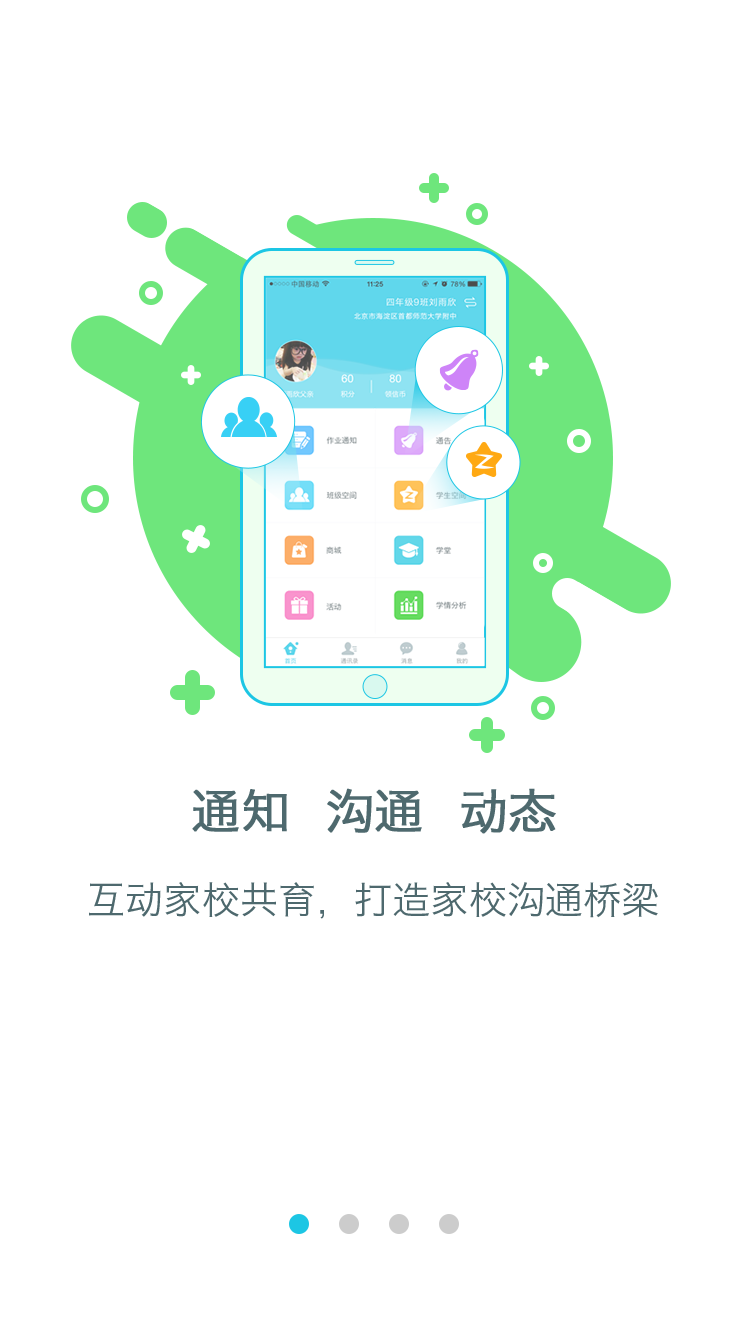 中国移动 11:25 78%
四年级9班刘雨欣
北京市海淀区首都师范大学附中
60 80
欣父亲 积分 领信币
作业通知 通告
班级空间 学生空间
商城 学堂
活动 学情分析
首页 通讯录 消息 我的
通知 沟通 动态
互动家校共育，打造家校沟通桥梁